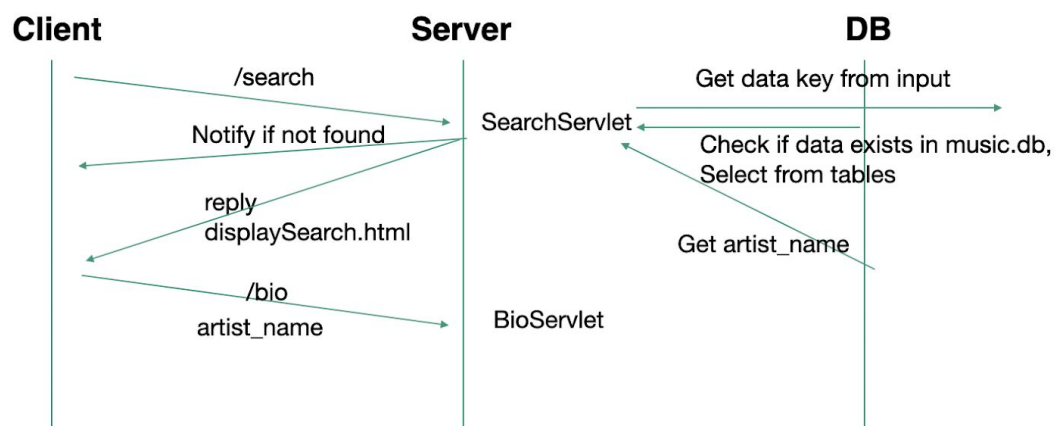 Client
Server
DB
/search
Get data key from input
SearchServlet
Notify if not found
Check if data exists in music.db,
Select from tables
reply
displaySearch.html
Get artist_name
/bio
artist_name
BioServlet